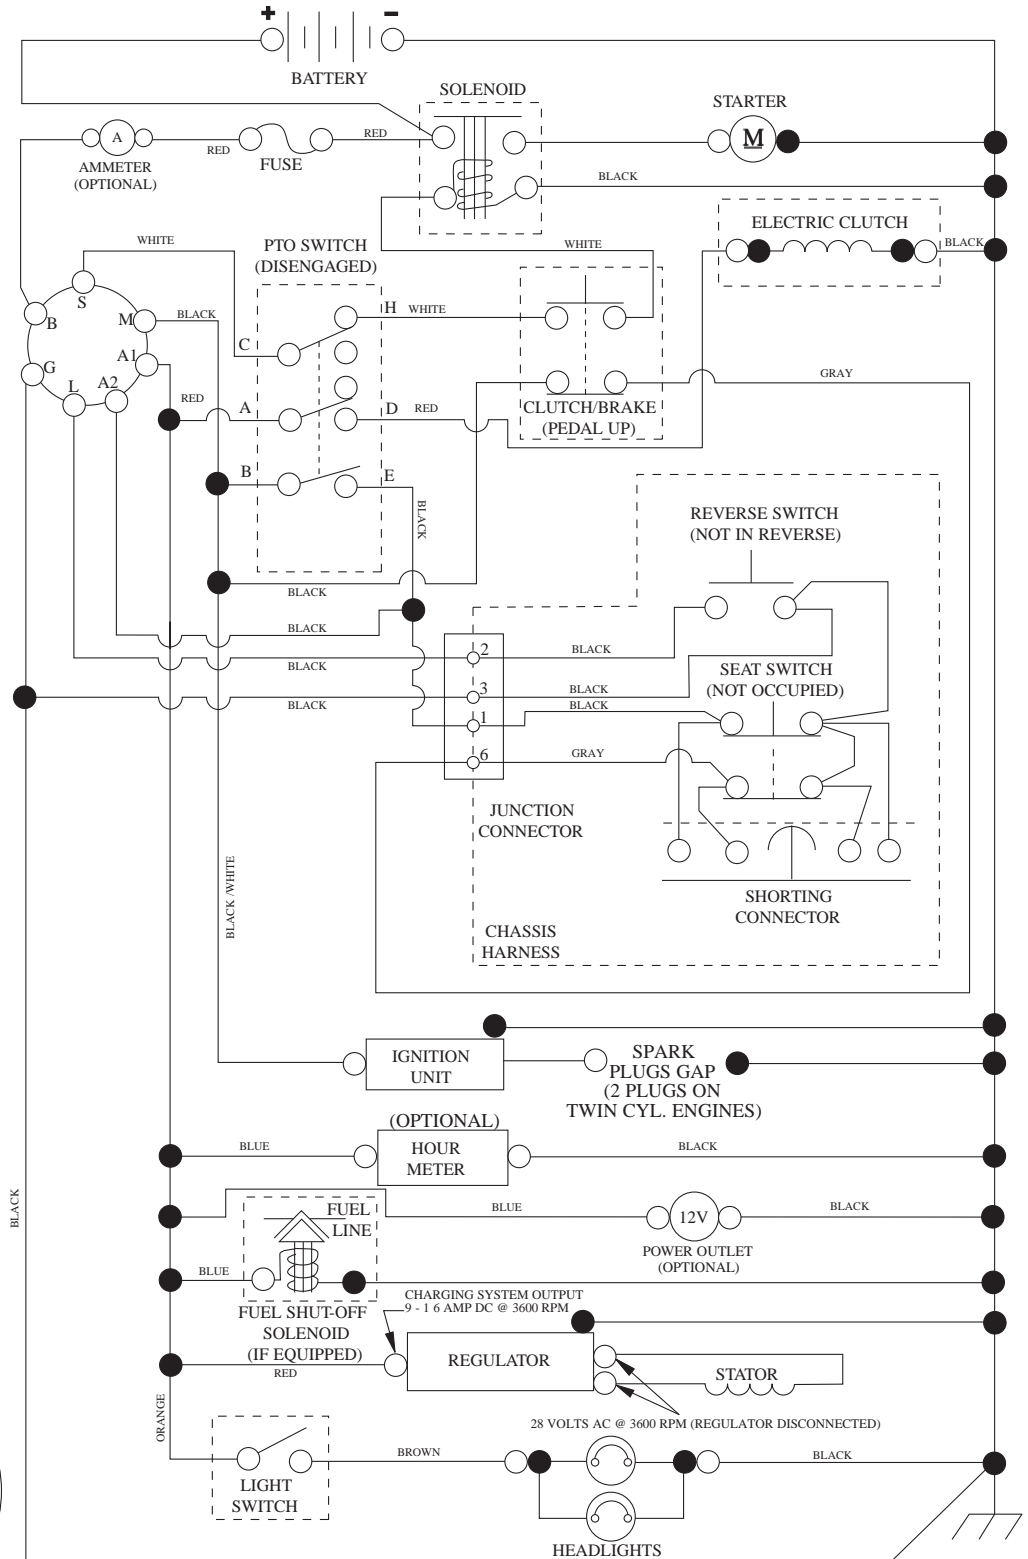 + -
BATTERY
SOLENOID
STARTER
A
RED
RED
M
AMMETER
(OPTIONAL)
FUSE
BLACK
ELECTRIC CLUTCH
WHITE
PTO SWITCH
(DISENGAGED)
WHITE
BLACK
S
B
M
BLACK
H
WHITE
C
G
A1
L
A2
RED
A
D
RED
GRAY
CLUTCH/BRAKE
(PEDAL UP)
B
E
BLACK
REVERSE SWITCH
(NOT IN REVERSE)
BLACK
BLACK
2
BLACK
BLACK
SEAT SWITCH
(NOT OCCUPIED)
3
BLACK
BLACK
BLACK
1
6
GRAY
JUNCTION
CONNECTOR
BLACK /WHITE
SHORTING
CONNECTOR
CHASSIS
HARNESS
IGNITION
UNIT
SPARK
PLUGS GAP
(2 PLUGS ON
TWIN CYL. ENGINES)
(OPTIONAL)
BLUE
HOUR
METER
BLACK
BLACK
FUEL
LINE
BLUE
12V
BLACK
POWER OUTLET
(OPTIONAL)
BLUE
CHARGING SYSTEM OUTPUT
9 - 1 6 AMP DC @ 3600 RPM
FUEL SHUT-OFF
SOLENOID
(IF EQUIPPED)
RED
REGULATOR
STATOR
ORANGE
28 VOLTS AC @ 3600 RPM (REGULATOR DISCONNECTED)
BROWN
BLACK
LIGHT
SWITCH
HEADLIGHTS